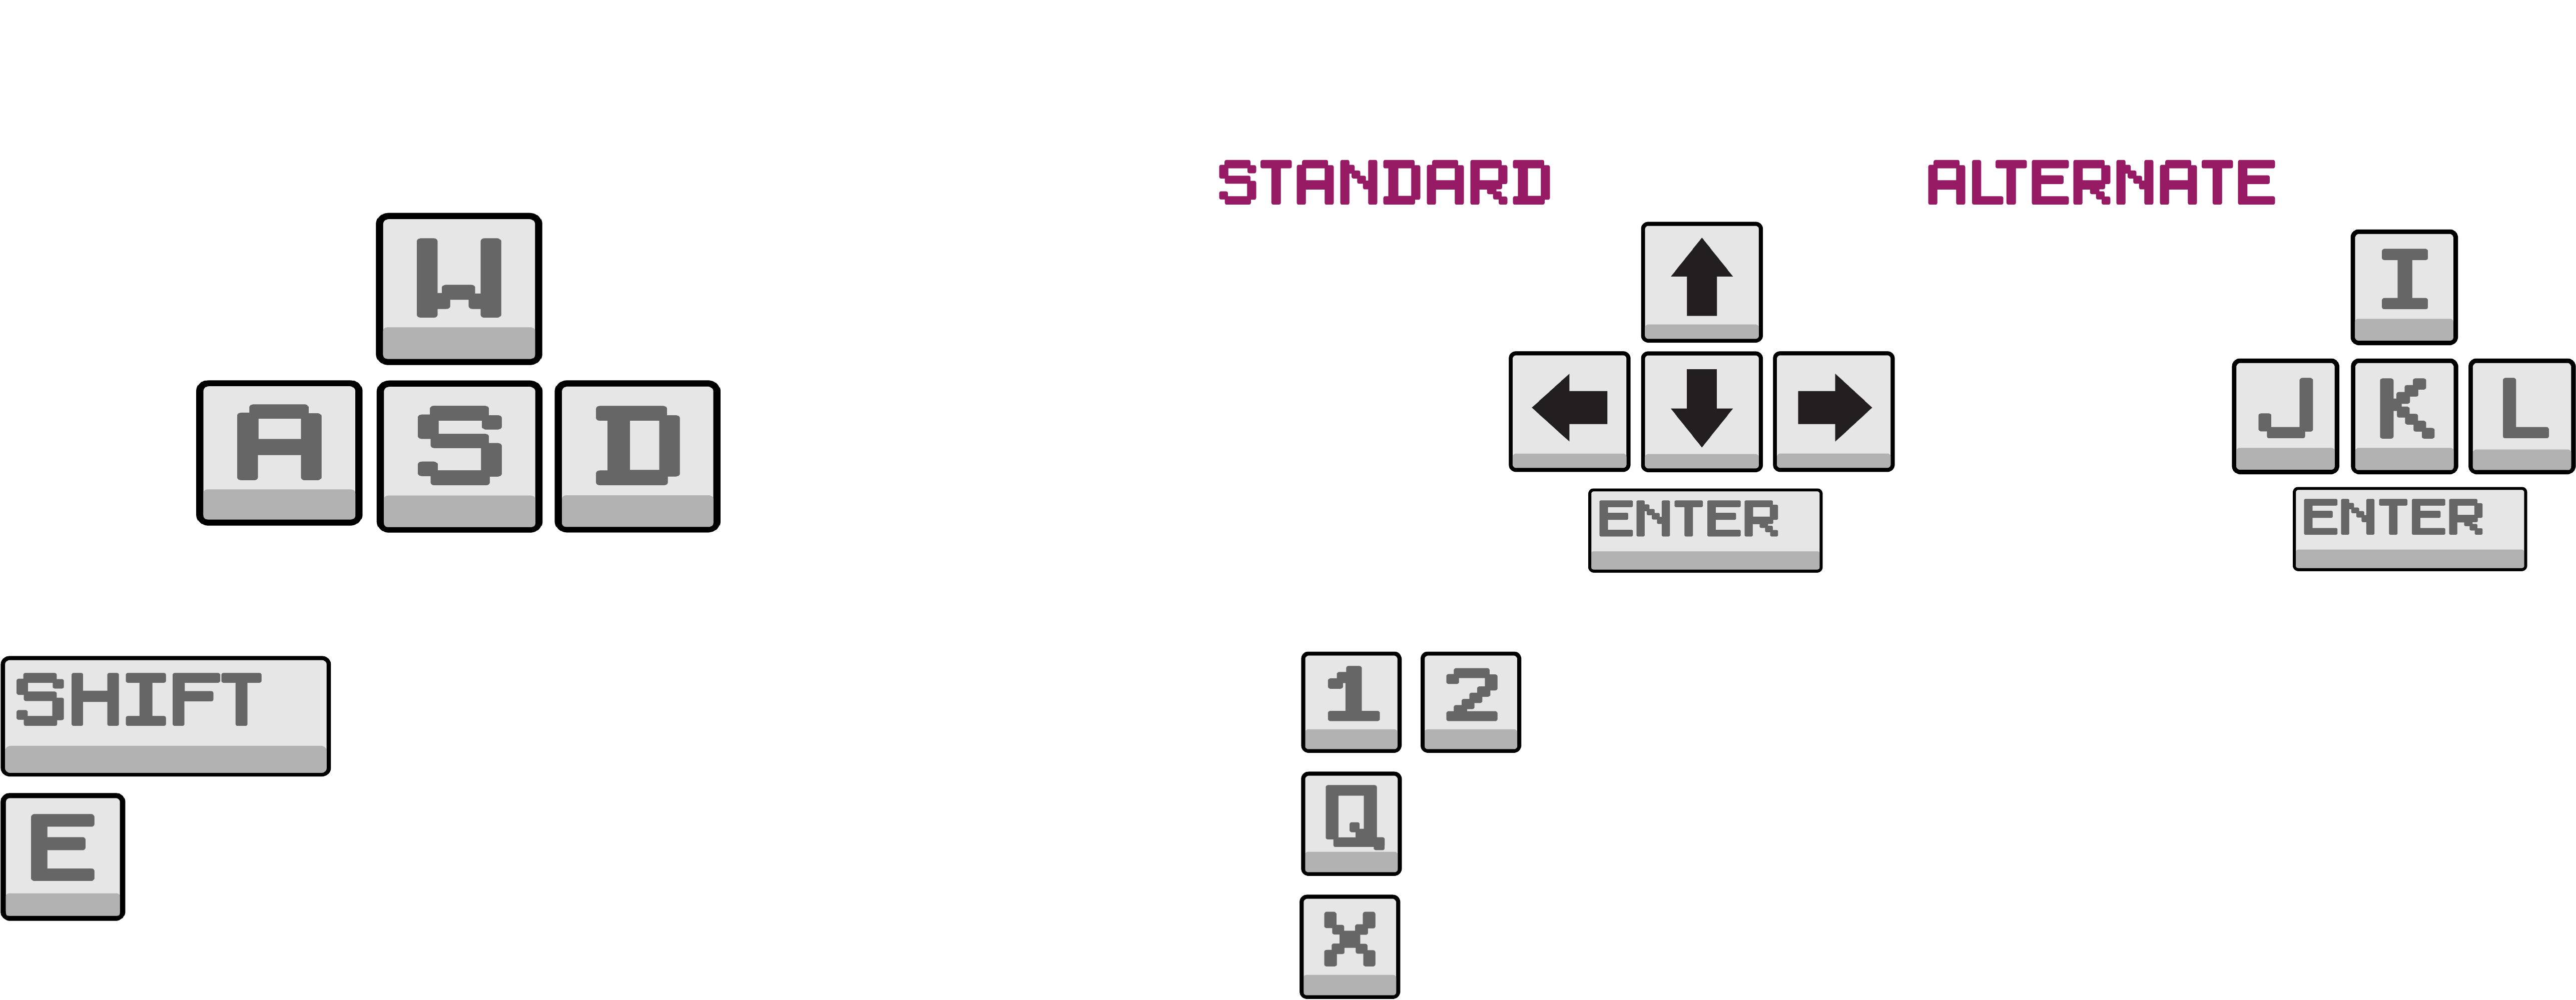 STANDARD
ALTERNATE
W
A S D
I
J K L
ENTER
ENTER
SHIFT
E
1 2
Q
X